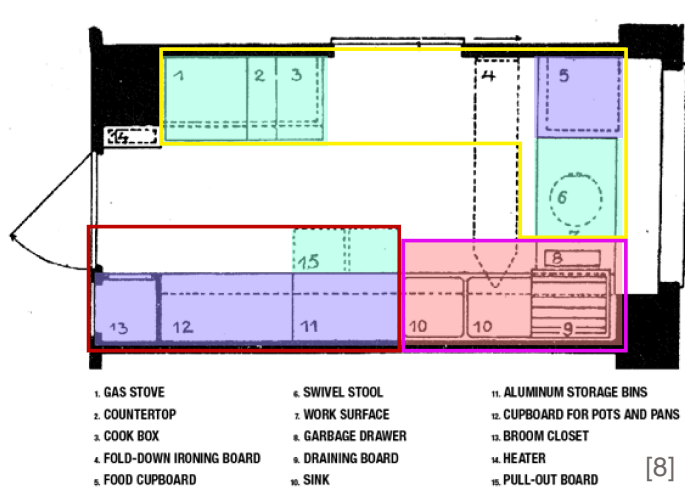 1
2
3
4
5
14
6
7
8
15
13
12
11
10
10
9
1. GAS STOVE
2. COUNTERTOP
3. COOK BOX
4. FOLD-DOWN IRONING BOARD
5. FOOD CUPBOARD
6. SWIVEL STOOL
7. WORK SURFACE
8. GARBAGE DRAWER
9. DRAINING BOARD
10. SINK
11. ALUMINUM STORAGE BINS
12. CUPBOARD FOR POTS AND PANS
13. BROOM CLOSET
14. HEATER
15. PULL-OUT BOARD
[8]